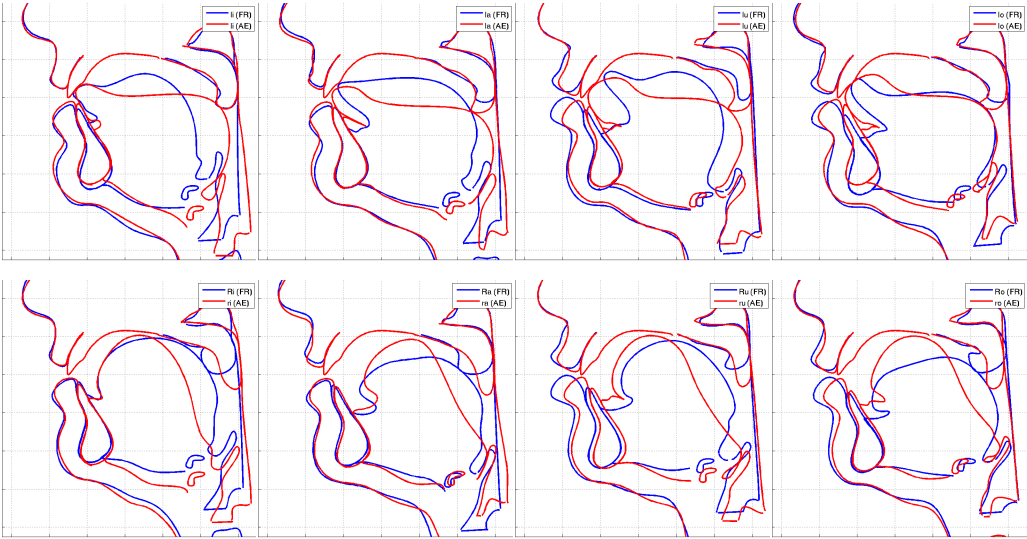 li (FR)
li (AE)
la (FR)
la (AE)
lu (FR)
lu (AE)
lo (FR)
lo (AE)
Ri (FR)
ri (AE)
Ra (FR)
ra (AE)
Ru (FR)
ru (AE)
Ro (FR)
ro (AE)